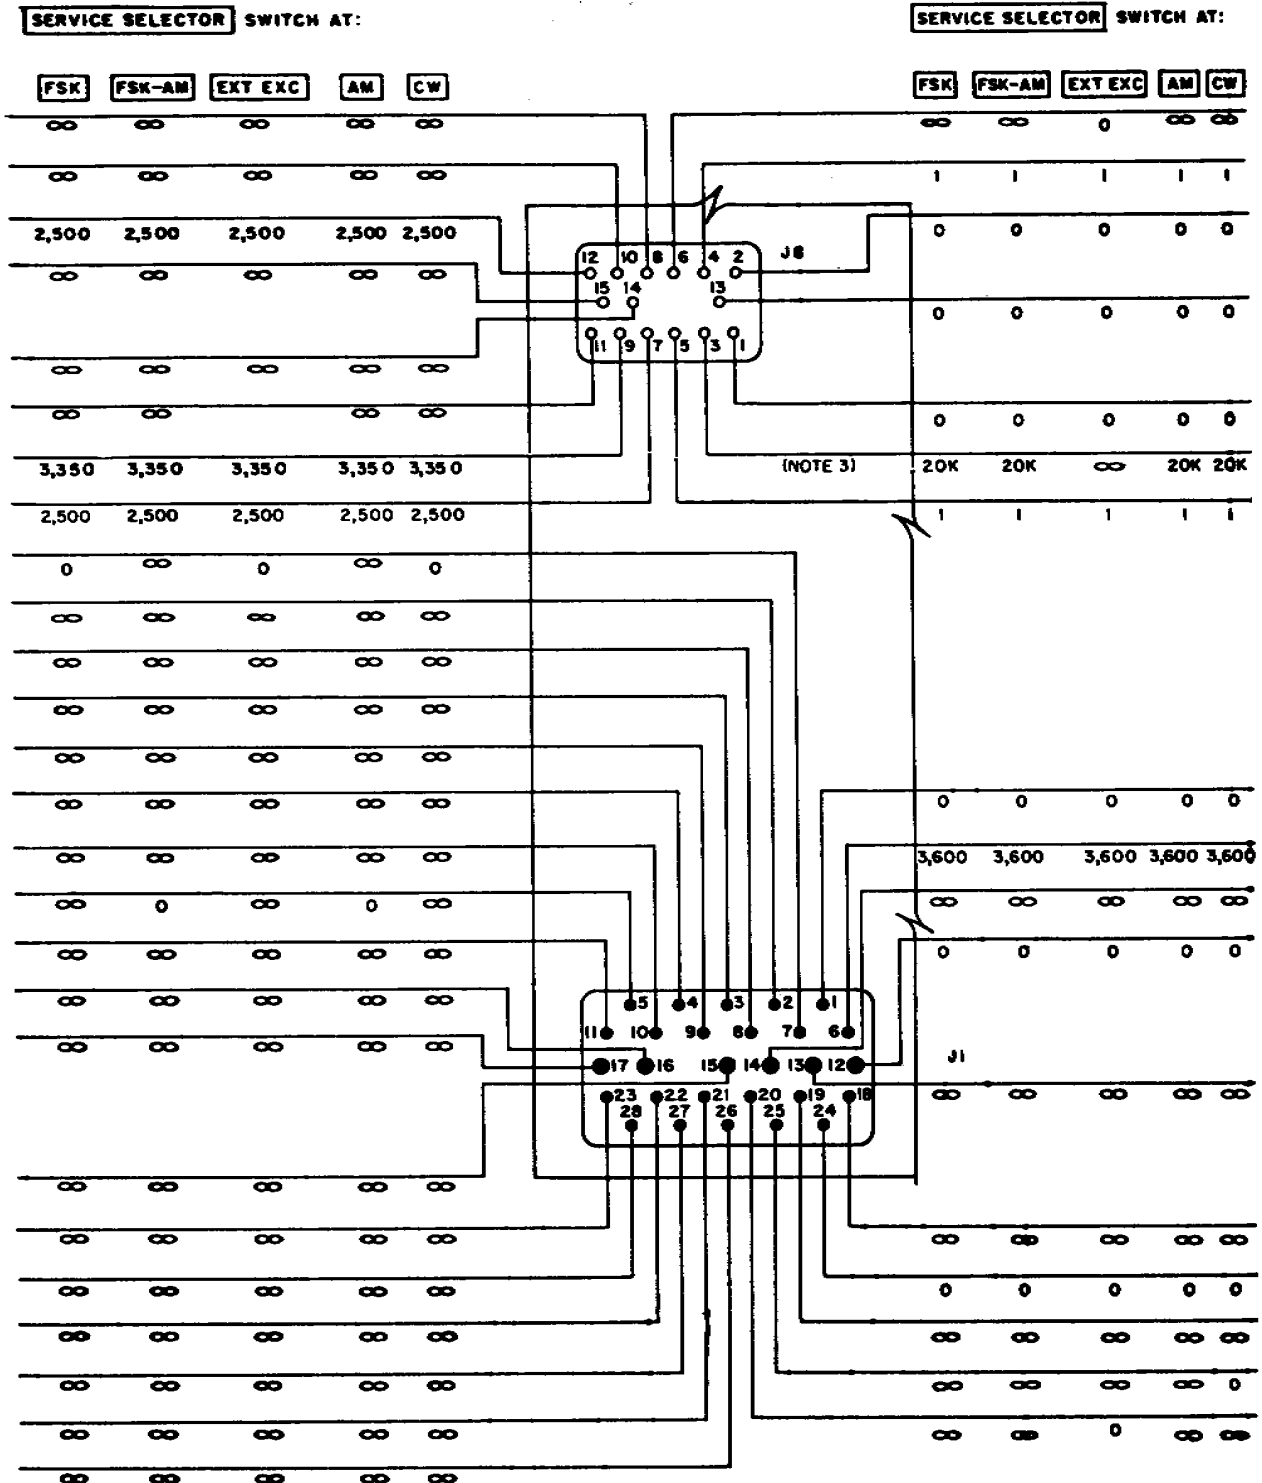 SERVICE SELECTOR SWITCH AT: SERVICE SELECTOR SWITCH AT:
FSK FSK-AM EXT EXC AM CW FSK FSK-AM EXT EXC AM CW
∞ ∞ ∞ ∞ ∞ ∞ ∞ 0 ∞ ∞
∞ ∞ ∞ ∞ ∞ 1 1 1 1 1
2,500 2,500 2,500 2,500 2,500 0 0 0 0 0
12 10 8 6 4 2 J8
∞ ∞ ∞ ∞ ∞
15 14 13
0 0 0 0 0
11 9 7 5 3 1
∞ ∞ ∞ ∞ ∞
∞ ∞ ∞ ∞ 0 0 0 0 0
3,350 3,350 3,350 3,350 3,350 (NOTE 3) 20K 20K ∞ 20K 20K
2,500 2,500 2,500 2,500 2,500 1 1 1 1 1
0 ∞ 0 ∞ 0
∞ ∞ ∞ ∞ ∞
∞ ∞ ∞ ∞ ∞
∞ ∞ ∞ ∞ ∞
∞ ∞ ∞ ∞ ∞
∞ ∞ ∞ ∞ ∞ 0 0 0 0 0
∞ ∞ ∞ ∞ ∞ 3,600 3,600 3,600 3,600 3,600
∞ 0 ∞ 0 ∞ ∞ ∞ ∞ ∞ ∞
∞ ∞ ∞ ∞ ∞ 0 0 0 0 0
∞ ∞ ∞ ∞ ∞
5 4 3 2 1
11 10 9 8 7 6
∞ ∞ ∞ ∞ ∞
17 16 15 14 13 12 J1
∞ ∞ ∞ ∞ ∞
23 22 21 20 19 18
28 27 26 25 24
∞ ∞ ∞ ∞ ∞
∞ ∞ ∞ ∞ ∞ ∞ ∞ ∞ ∞ ∞
∞ ∞ ∞ ∞ ∞ 0 0 0 0 0
∞ ∞ ∞ ∞ ∞ ∞ ∞ ∞ ∞ ∞
∞ ∞ ∞ ∞ ∞ ∞ ∞ ∞ ∞ 0
∞ ∞ ∞ ∞ ∞ ∞ ∞ 0 ∞ ∞
∞ ∞ ∞ ∞ ∞